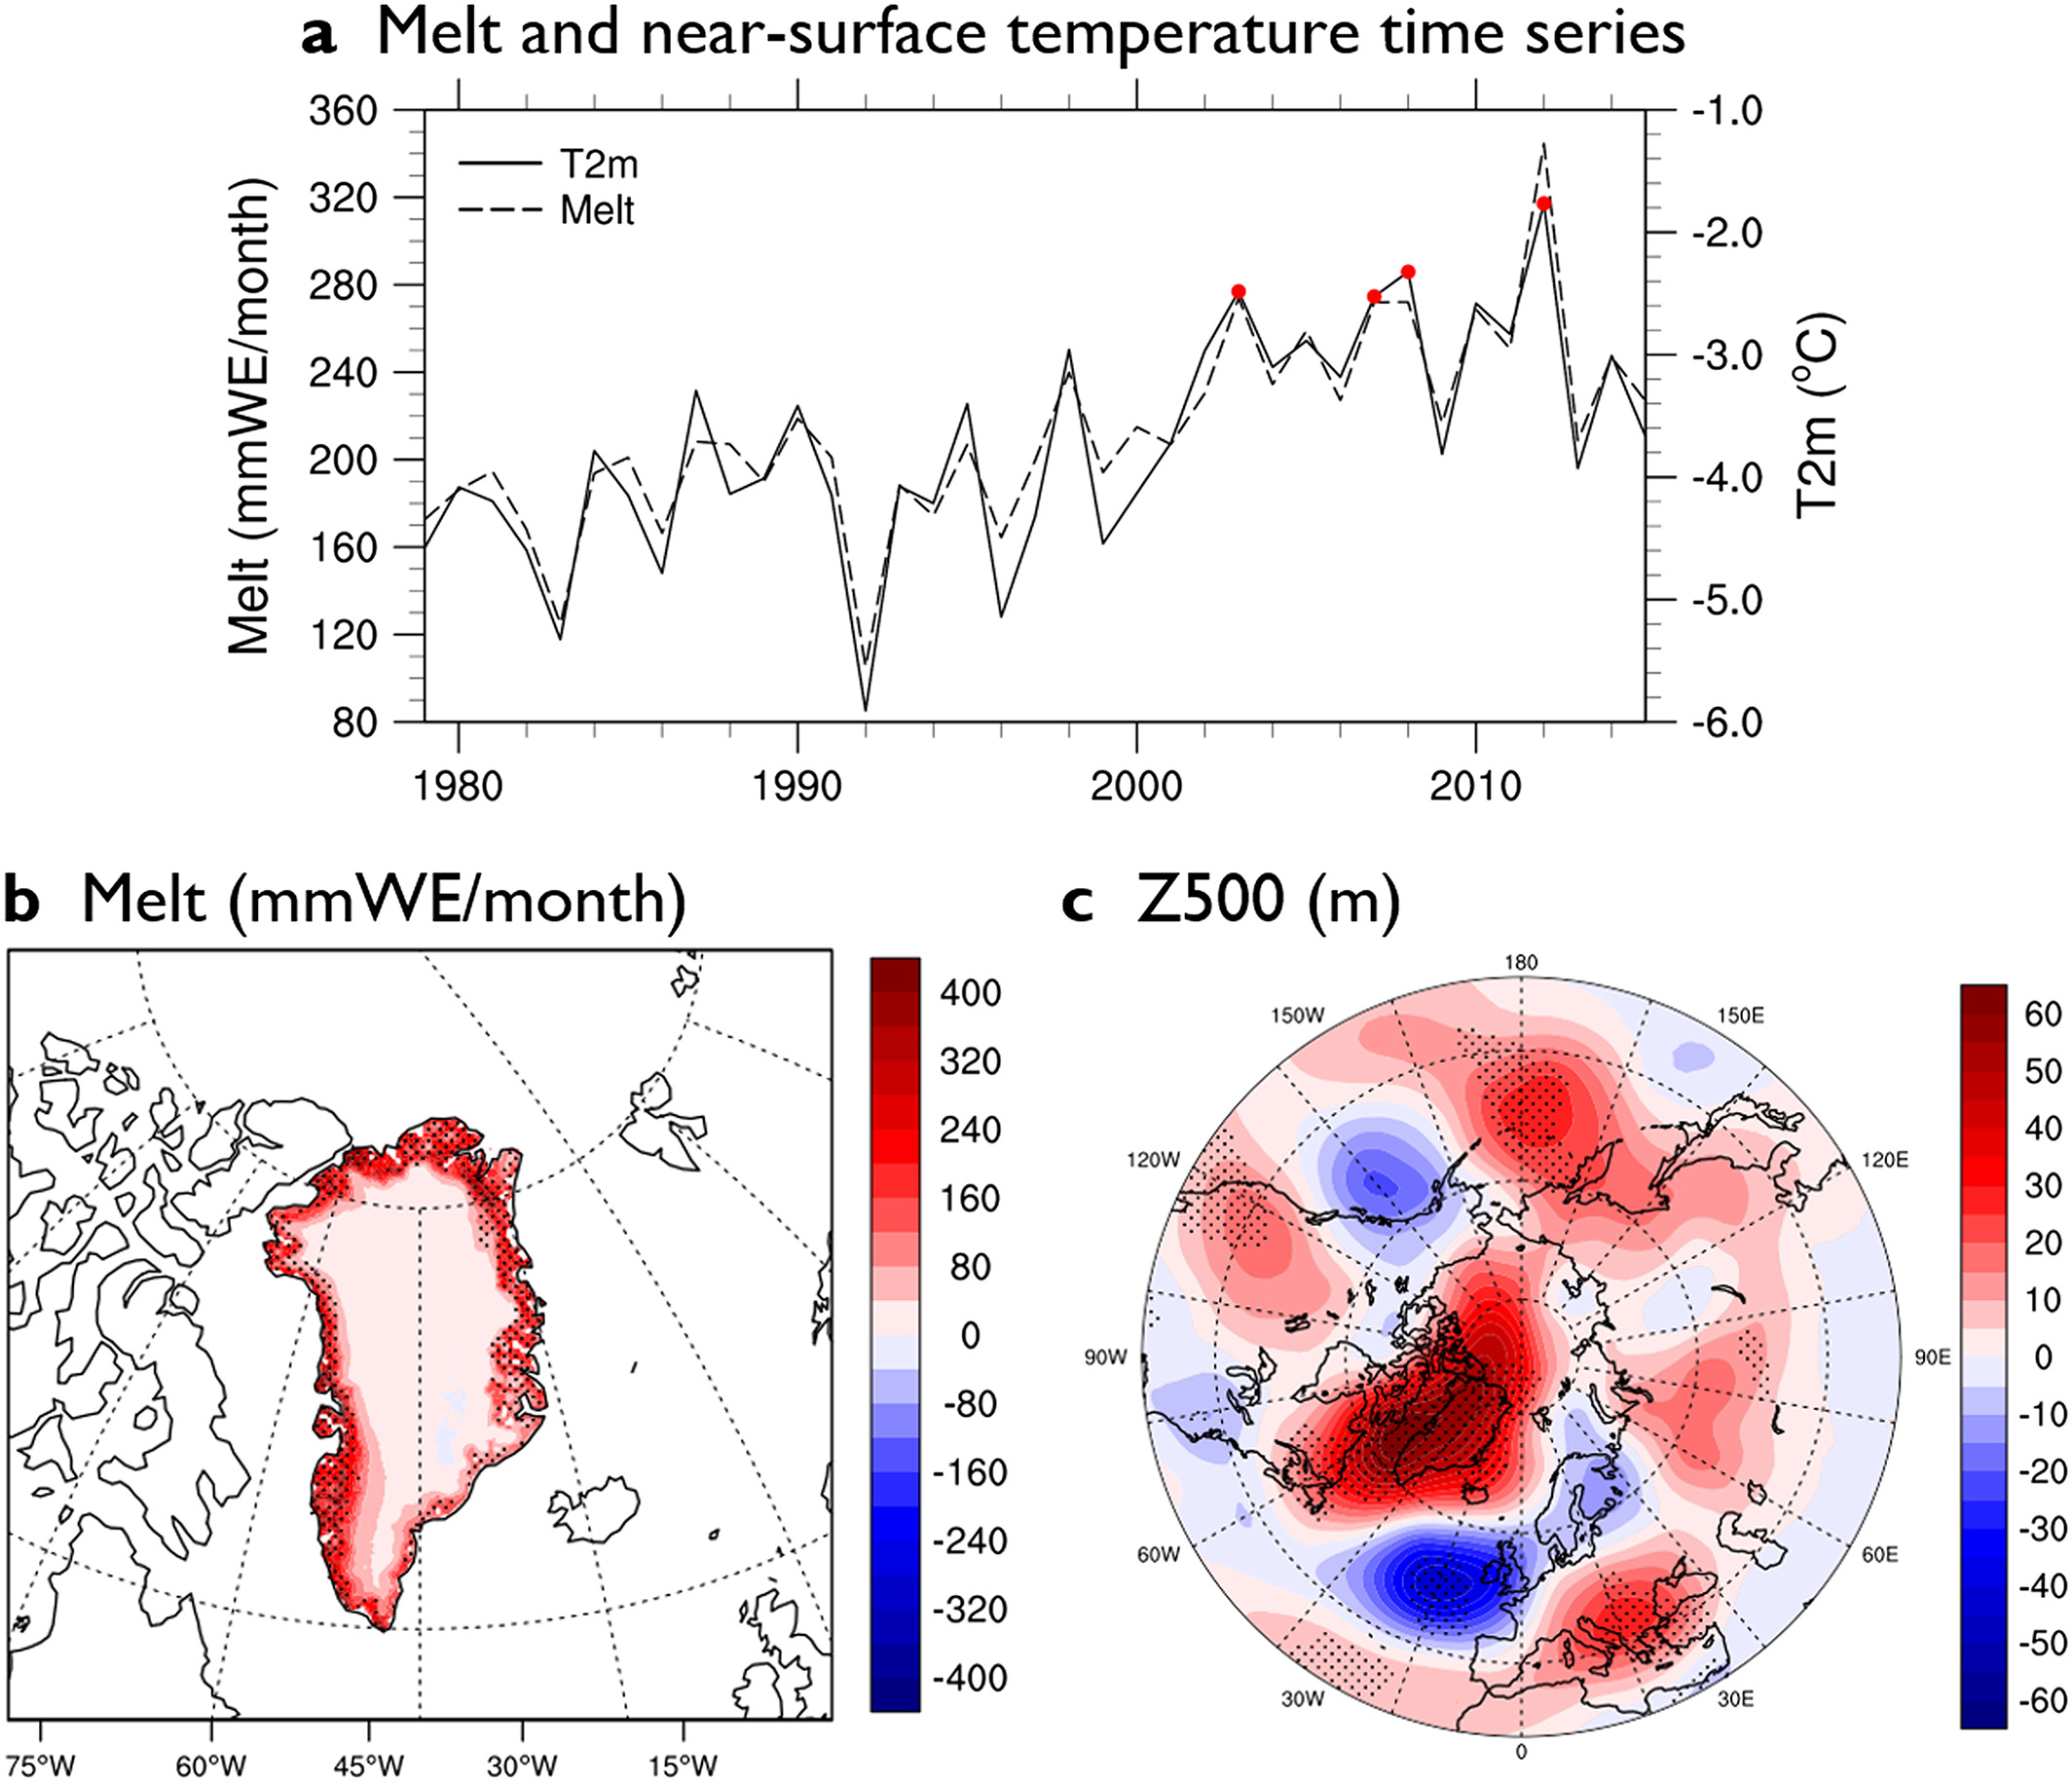 a Melt and near-surface temperature time series
360
320
280
240
200
160
120
80
Melt (mmWE/month)
T2m
Melt
-1.0
-2.0
-3.0
-4.0
-5.0
-6.0
T2m (°C)
1980 1990 2000 2010
b Melt (mmWE/month)
400
320
240
160
80
0
-80
-160
-240
-320
-400
75°W 60°W 45°W 30°W 15°W
c Z500 (m)
180
150W 150E
120W 120E
90W 90E
60W 60E
30W 30E
0
60
50
40
30
20
10
0
-10
-20
-30
-40
-50
-60